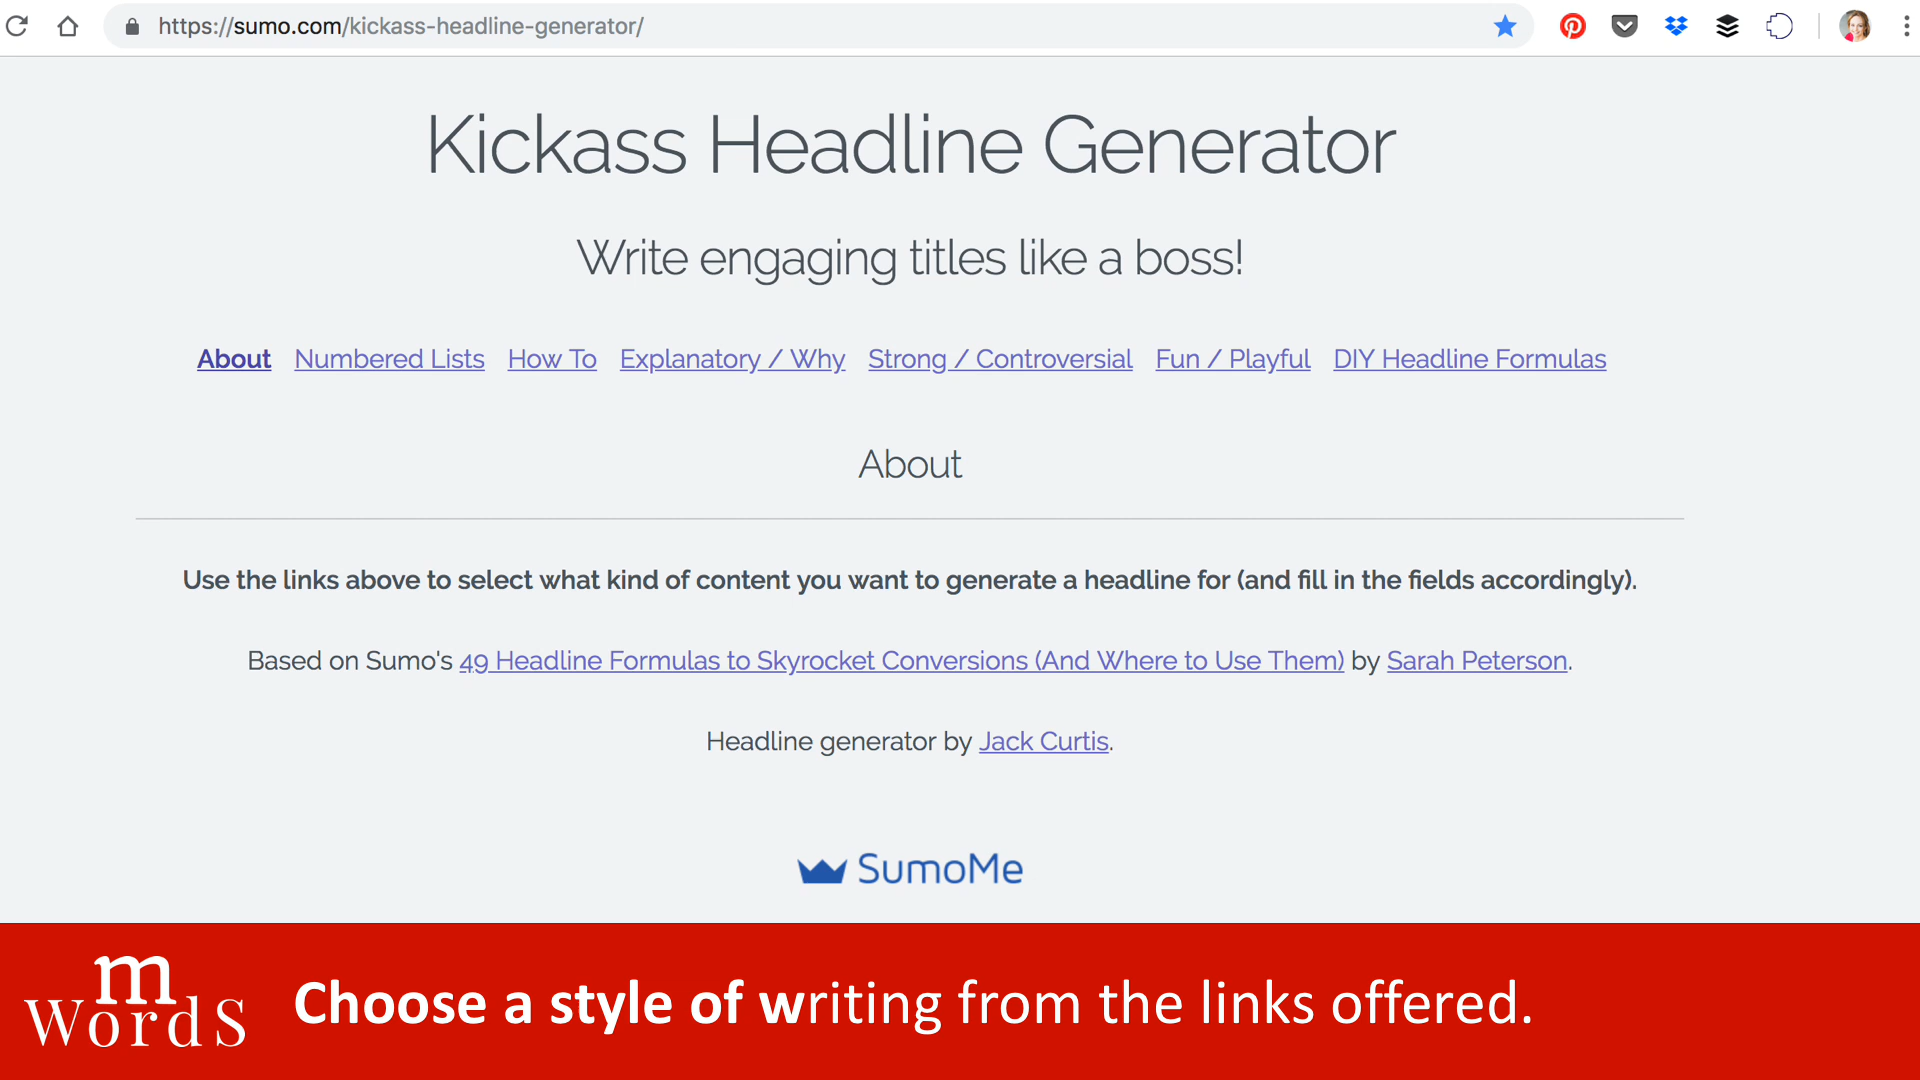 https://sumo.com/kickass-headline-generator/
Kickass Headline Generator
Write engaging titles like a boss!
About Numbered Lists How To Explanatory / Why Strong / Controversial Fun / Playful DIY Headline Formulas
About
Use the links above to select what kind of content you want to generate a headline for (and fill in the fields accordingly).
Based on Sumo's 49 Headline Formulas to Skyrocket Conversions (And Where to Use Them) by Sarah Peterson.
Headline generator by Jack Curtis.
SumoMe
m
WordS
Choose a style of writing from the links offered.